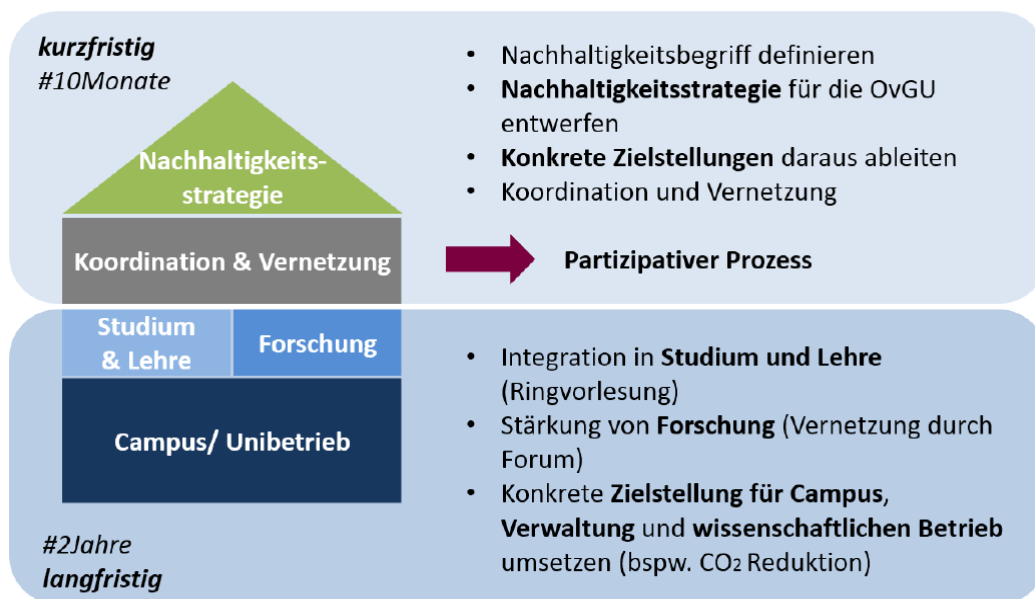 kurzfristig
#10Monate
Nachhaltigkeits-
strategie
Koordination & Vernetzung
• Nachhaltigkeitsbegriff definieren
• Nachhaltigkeitsstrategie für die OvGU
entwerfen
• Konkrete Zielstellungen daraus ableiten
• Koordination und Vernetzung
Partizipativer Prozess
Studium
& Lehre
Forschung
Campus/ Unibetrieb
#2Jahre
langfristig
• Integration in Studium und Lehre
(Ringvorlesung)
• Stärkung von Forschung (Vernetzung durch
Forum)
• Konkrete Zielstellung für Campus,
Verwaltung und wissenschaftlichen Betrieb
umsetzen (bspw. CO2 Reduktion)